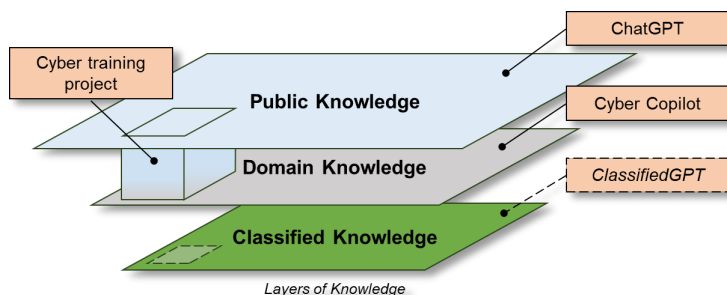 ChatGPT
Cyber training
project
Public Knowledge
Cyber Copilot
Domain Knowledge
ClassifiedGPT
Classified Knowledge
Layers of Knowledge